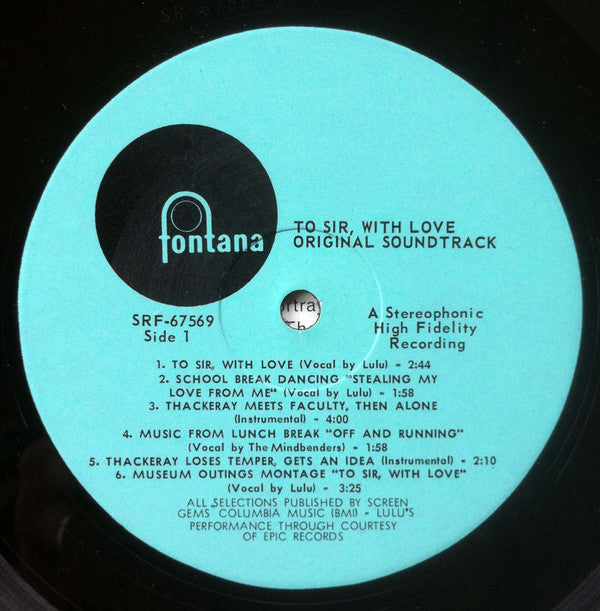 fontana
TO SIR, WITH LOVE
ORIGINAL SOUNDTRACK
SRF-67569
Side 1
A Stereophonic
High Fidelity
Recording
1. TO SIR, WITH LOVE (Vocal by Lulu) - 2:44
2. SCHOOL BREAK DANCING "STEALING MY
LOVE FROM ME" (Vocal by Lulu) - 1:58
3. THACKERAY MEETS FACULTY, THEN ALONE
(Instrumental) - 4:00
4. MUSIC FROM LUNCH BREAK "OFF AND RUNNING"
(Vocal by The Mindbenders) - 1:58
5. THACKERAY LOSES TEMPER, GETS AN IDEA (Instrumental) - 2:10
6. MUSEUM OUTINGS MONTAGE "TO SIR, WITH LOVE"
(Vocal by Lulu) - 3:25
ALL SELECTIONS PUBLISHED BY SCREEN
GEMS COLUMBIA MUSIC (BMI) - LULU'S
PERFORMANCE THROUGH COURTESY
OF EPIC RECORDS